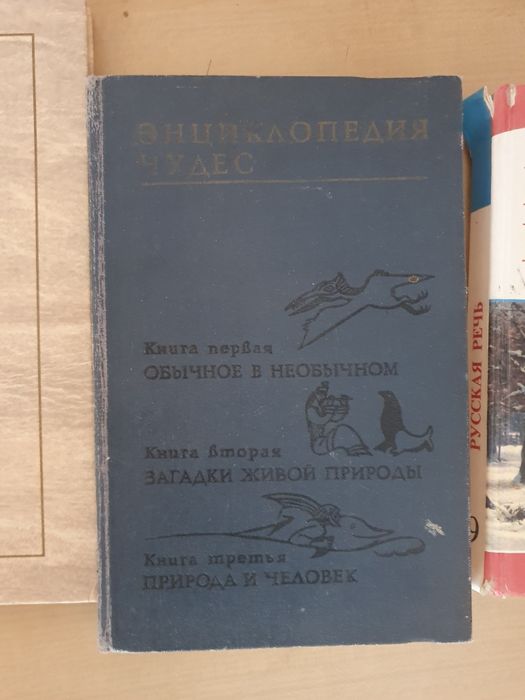 ЭНЦИКЛОПЕДИЯ
ЧУДЕС
Книга первая
ОБЫЧНОЕ В НЕОБЫЧНОМ
Книга вторая
ЗАГАДКИ ЖИВОЙ ПРИРОДЫ
Книга третья
ПРИРОДА И ЧЕЛОВЕК
РУССКАЯ РЕЧЬ